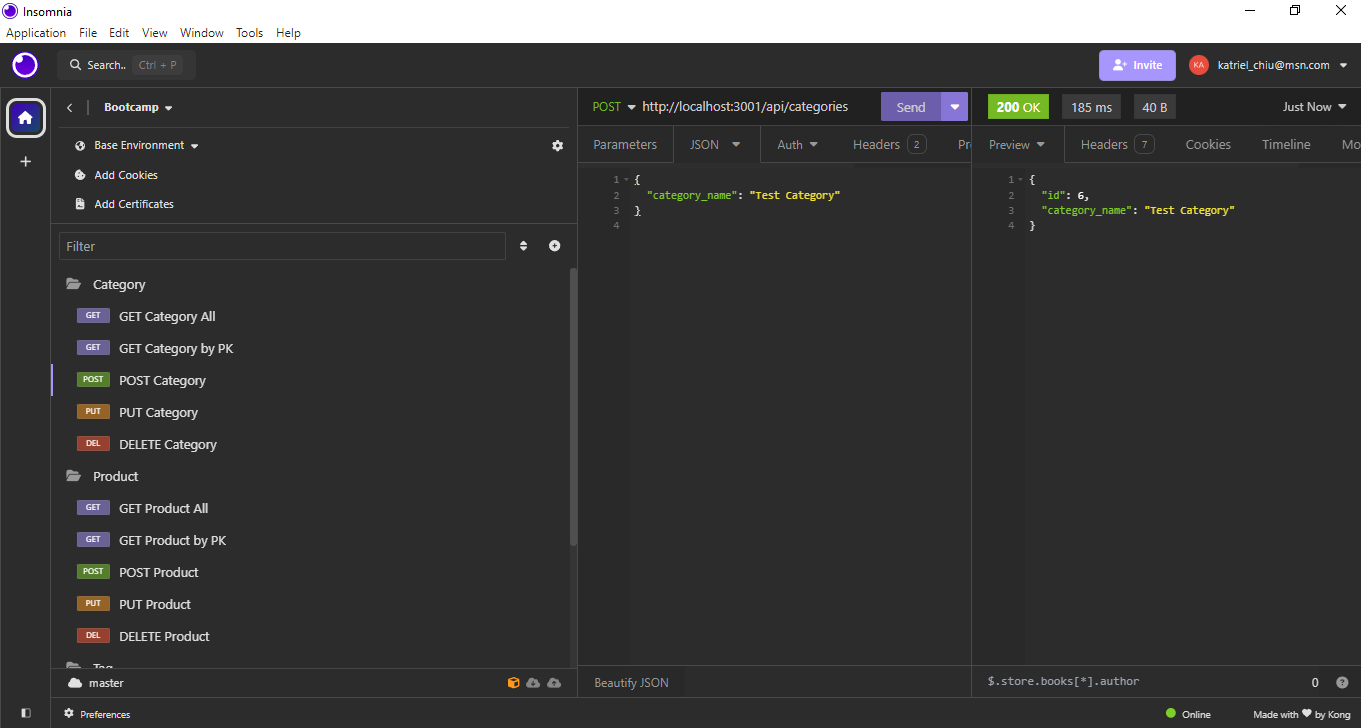 Insomnia
Application File Edit View Window Tools Help
Search.. Ctrl + P
Invite
KA
katriel_chiu@msn.com
Bootcamp
Base Environment
Add Cookies
Add Certificates
Filter
Category
GET GET Category All
GET GET Category by PK
POST POST Category
PUT PUT Category
DEL DELETE Category
Product
GET GET Product All
GET GET Product by PK
POST POST Product
PUT PUT Product
DEL DELETE Product
Tag
master
Preferences
POST http://localhost:3001/api/categories Send
Parameters JSON Auth Headers 2 Pr
1 {
2 "category_name": "Test Category"
3 }
4
Beautify JSON
200 OK 185 ms 40 B Just Now
Preview Headers 7 Cookies Timeline Mo
1 {
2 "id": 6,
3 "category_name": "Test Category"
4 }
$.store.books[*].author 0 ?
Online Made with ♥ by Kong